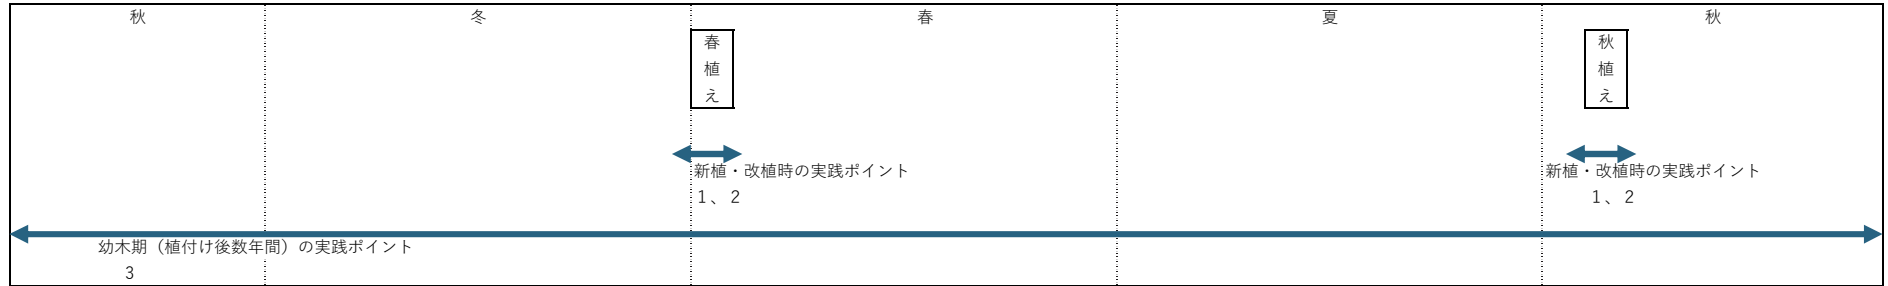 秋 冬 春 夏 秋
春植え
秋植え
新植・改植時の実践ポイント
1、2
新植・改植時の実践ポイント
1、2
幼木期（植付け後数年間）の実践ポイント
3